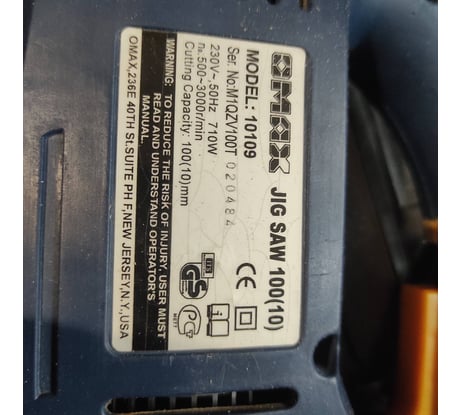 OMAX JIG SAW 100(10)
MODEL: 10109
Ser. No:M1QZV100T 020484
230V~,50Hz 710W
n₀:500~3000r/min
Cutting Capacity: 100(10)mm
WARNING: TO REDUCE THE RISK OF INJURY, USER MUST
READ AND UNDERSTAND OPERATOR'S
MANUAL.
OMAX,236E 40TH St.SUITE PH F,NEW JERSEY,N.Y.,USA
CE
GS